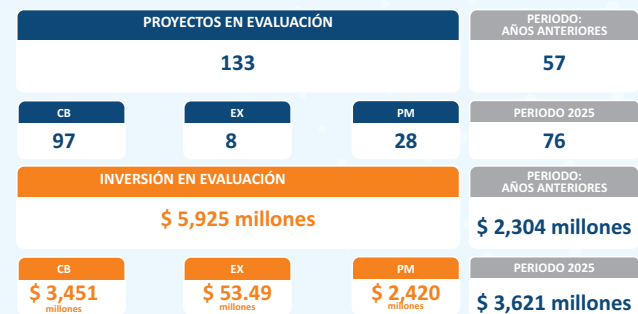 PROYECTOS EN EVALUACIÓN
133
PERIODO:
AÑOS ANTERIORES
57
CB
97
EX
8
PM
28
PERIODO 2025
76
INVERSIÓN EN EVALUACIÓN
$ 5,925 millones
PERIODO:
AÑOS ANTERIORES
$ 2,304 millones
CB
$ 3,451
millones
EX
$ 53.49
millones
PM
$ 2,420
millones
PERIODO 2025
$ 3,621 millones